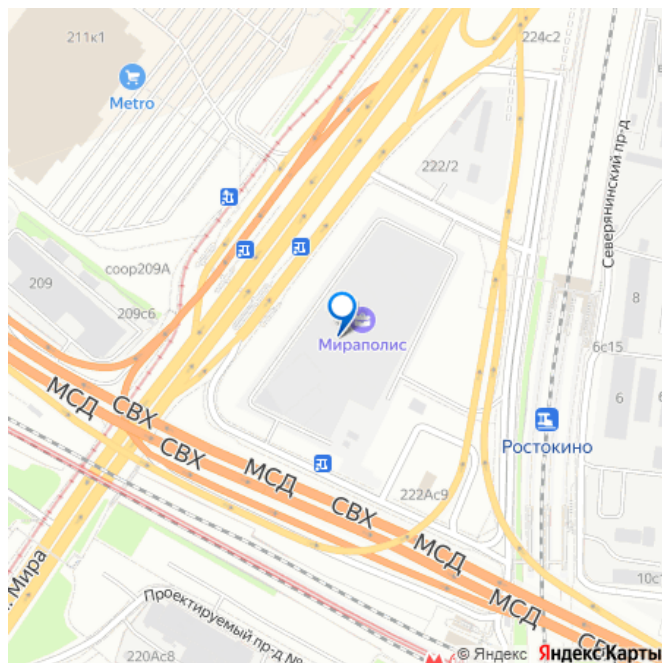 211к1
224с2
Metro
222/2
Северянинский пр-д
соор209А
209
209с6
8
Мираполис
6с15
6
МСД
СВХ
СВХ
МСД
Ростокино
СВХ
222Ас9
МСД
Мира
МСД
10с1
Проектируемый пр-д №
220Ас8
© Яндекс Яндекс Карты